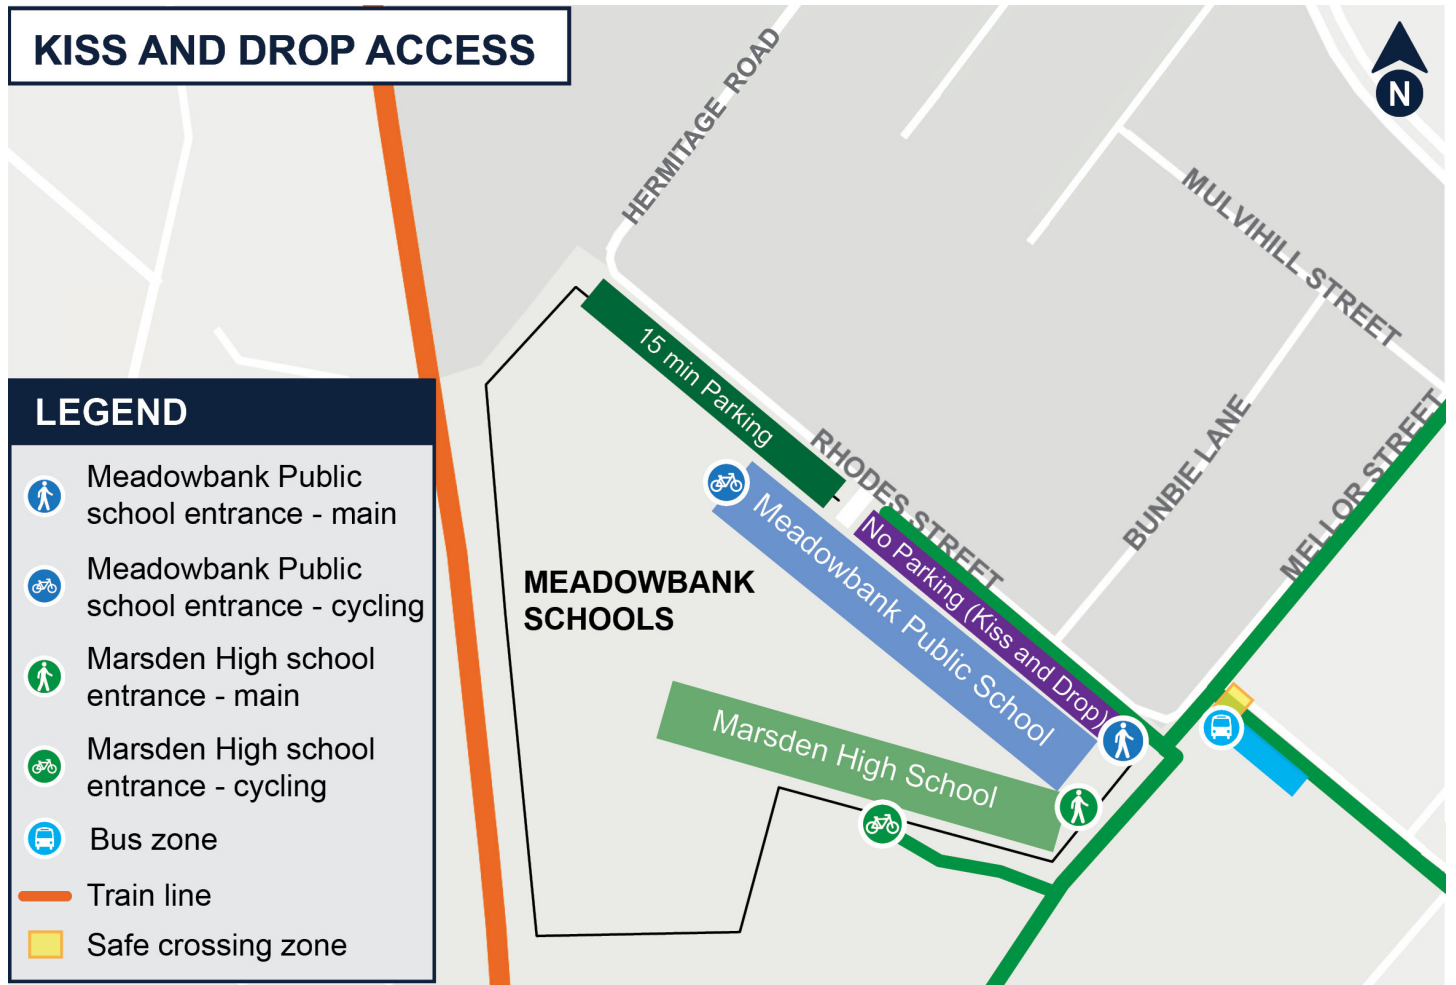 KISS AND DROP ACCESS
N
HERMITAGE ROAD
MULVIHILL STREET
15 min Parking
RHODES STREET
BUNBIE LANE
MELLOR STREET
No Parking (Kiss and Drop)
Meadowbank Public School
MEADOWBANK
SCHOOLS
Marsden High School
LEGEND
Meadowbank Public
school entrance - main
Meadowbank Public
school entrance - cycling
Marsden High school
entrance - main
Marsden High school
entrance - cycling
Bus zone
Train line
Safe crossing zone